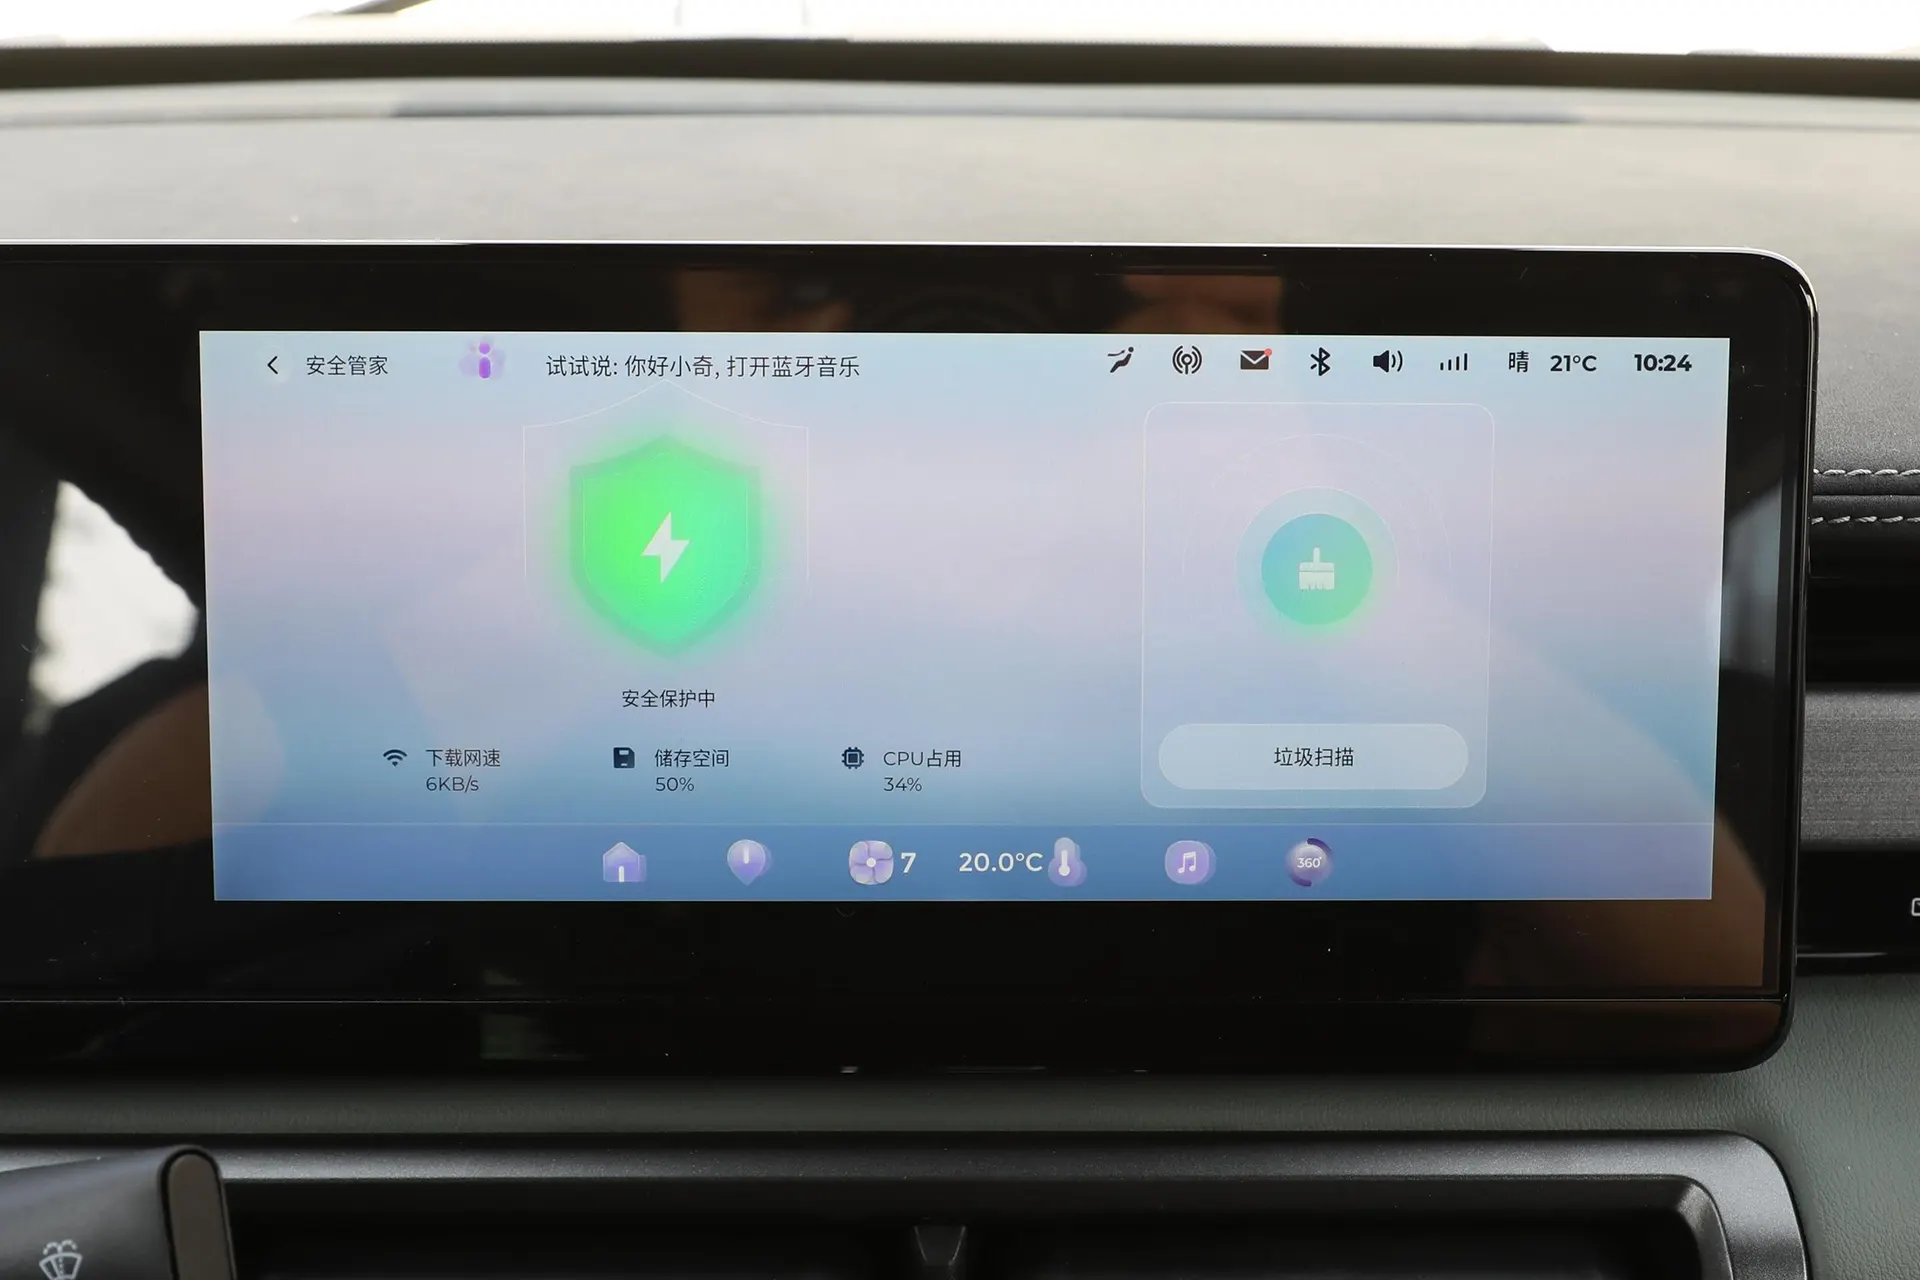 安全管家
试试说: 你好小奇, 打开蓝牙音乐
晴 21°C 10:24
安全保护中
下载网速
6KB/s
储存空间
50%
CPU占用
34%
垃圾扫描
7
20.0°C
360°